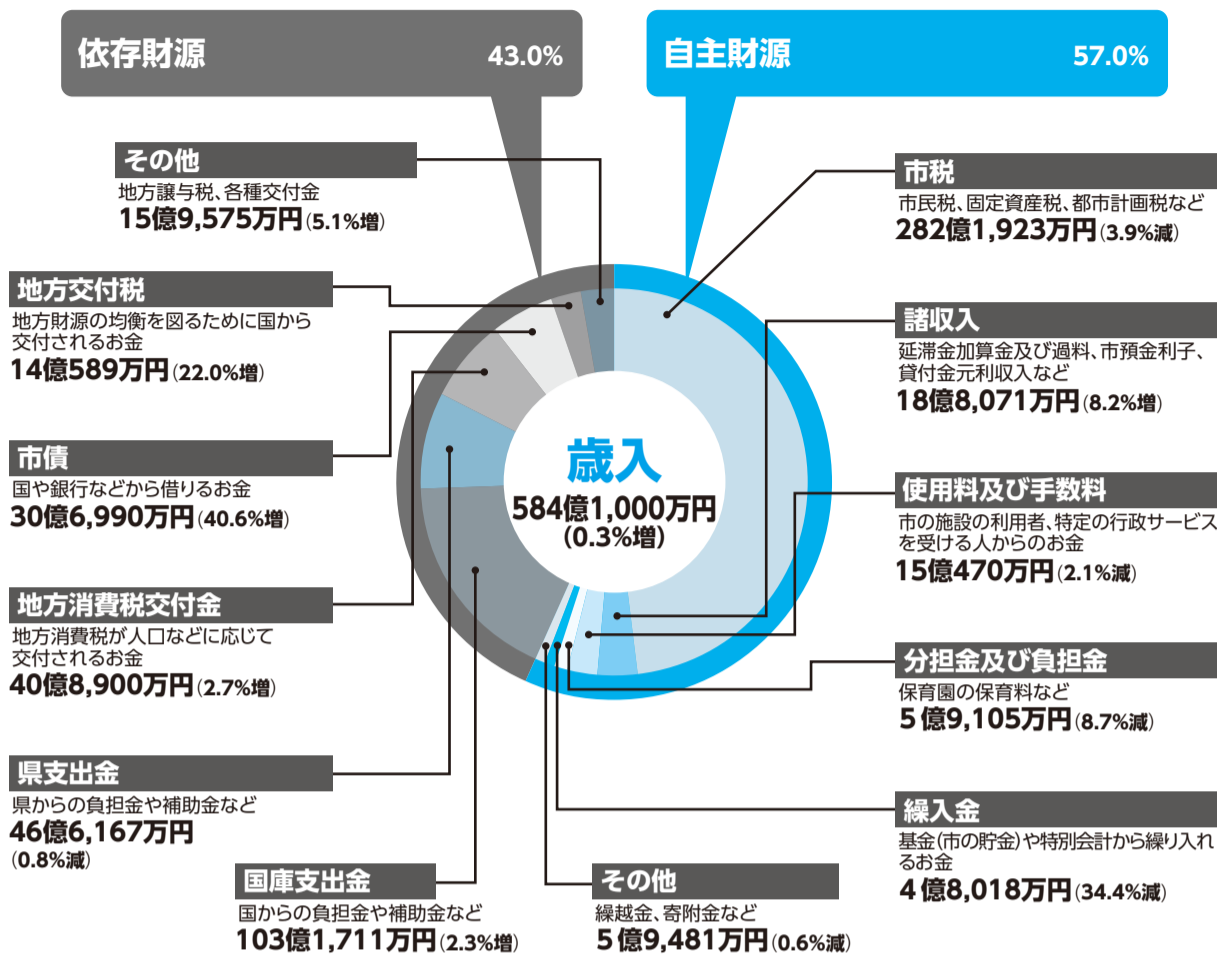 依存財源 43.0%
自主財源 57.0%
その他
地方譲与税、各種交付金
15億9,575万円(5.1%増)
地方交付税
地方財源の均衡を図るために国から
交付されるお金
14億589万円(22.0%増)
市債
国や銀行などから借りるお金
30億6,990万円(40.6%増)
地方消費税交付金
地方消費税が人口などに応じて
交付されるお金
40億8,900万円(2.7%増)
県支出金
県からの負担金や補助金など
46億6,167万円
(0.8%減)
国庫支出金
国からの負担金や補助金など
103億1,711万円(2.3%増)
歳入
584億1,000万円
(0.3%増)
市税
市民税、固定資産税、都市計画税など
282億1,923万円(3.9%減)
諸収入
延滞金加算金及び過料、市預金利子、
貸付金元利収入など
18億8,071万円(8.2%増)
使用料及び手数料
市の施設の利用者、特定の行政サービス
を受ける人からのお金
15億470万円(2.1%減)
分担金及び負担金
保育園の保育料など
5億9,105万円(8.7%減)
繰入金
基金(市の貯金)や特別会計から繰り入れ
るお金
4億8,018万円(34.4%減)
その他
繰越金、寄附金など
5億9,481万円(0.6%減)